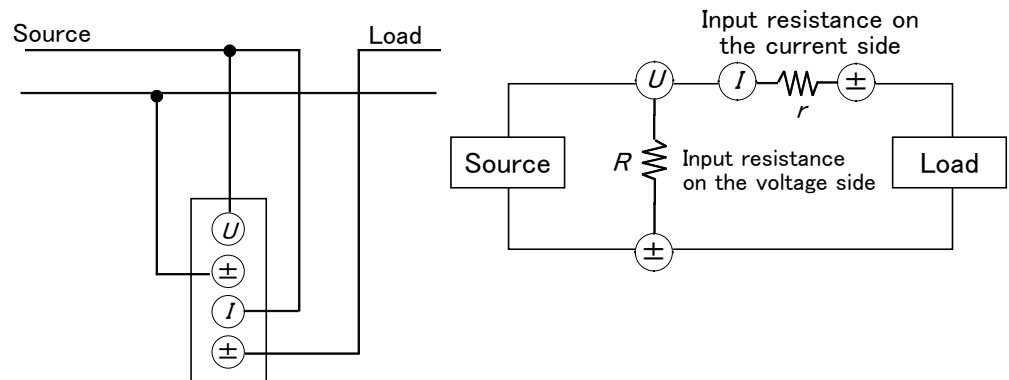 Source
Load
U
±
I
±
Input resistance on
the current side
U
I
±
r
Source
R
Input resistance
on the voltage side
Load
±